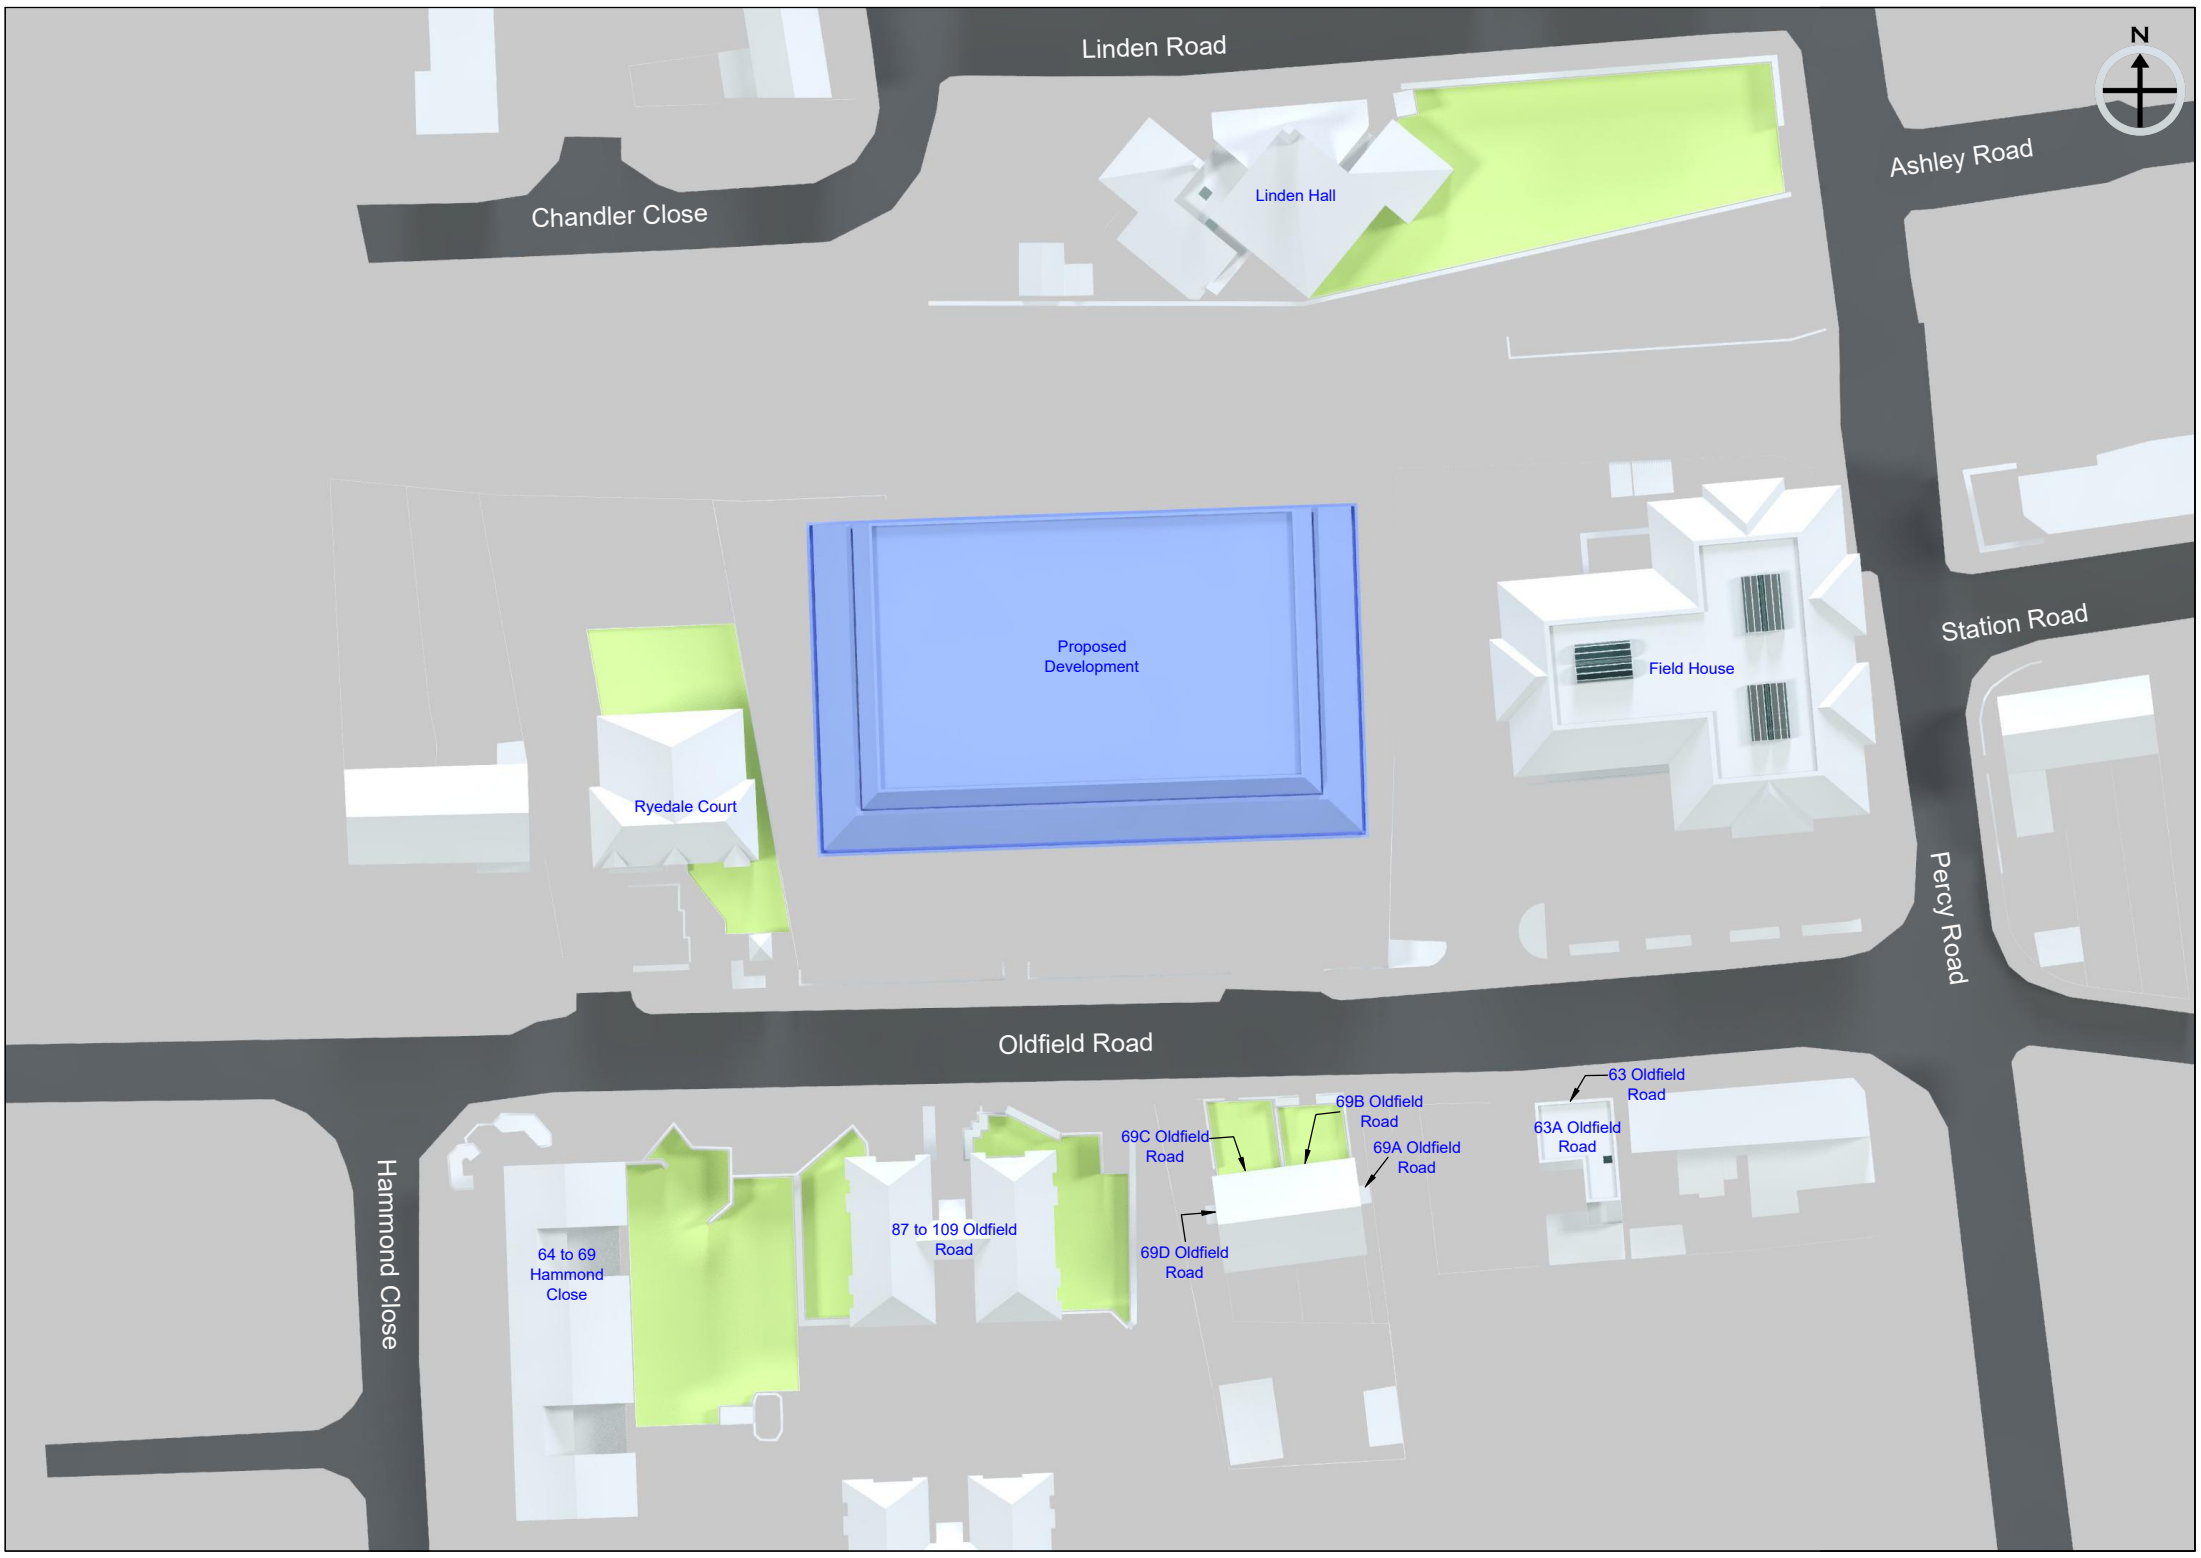 N
Linden Road
Ashley Road
Linden Hall
Chandler Close
Station Road
Proposed
Development
Field House
Ryedale Court
Percy Road
Oldfield Road
63 Oldfield
Road
69B Oldfield
Road
63A Oldfield
Road
69C Oldfield
Road
69A Oldfield
Road
87 to 109 Oldfield
Road
69D Oldfield
Road
64 to 69
Hammond
Close
Hammond Close